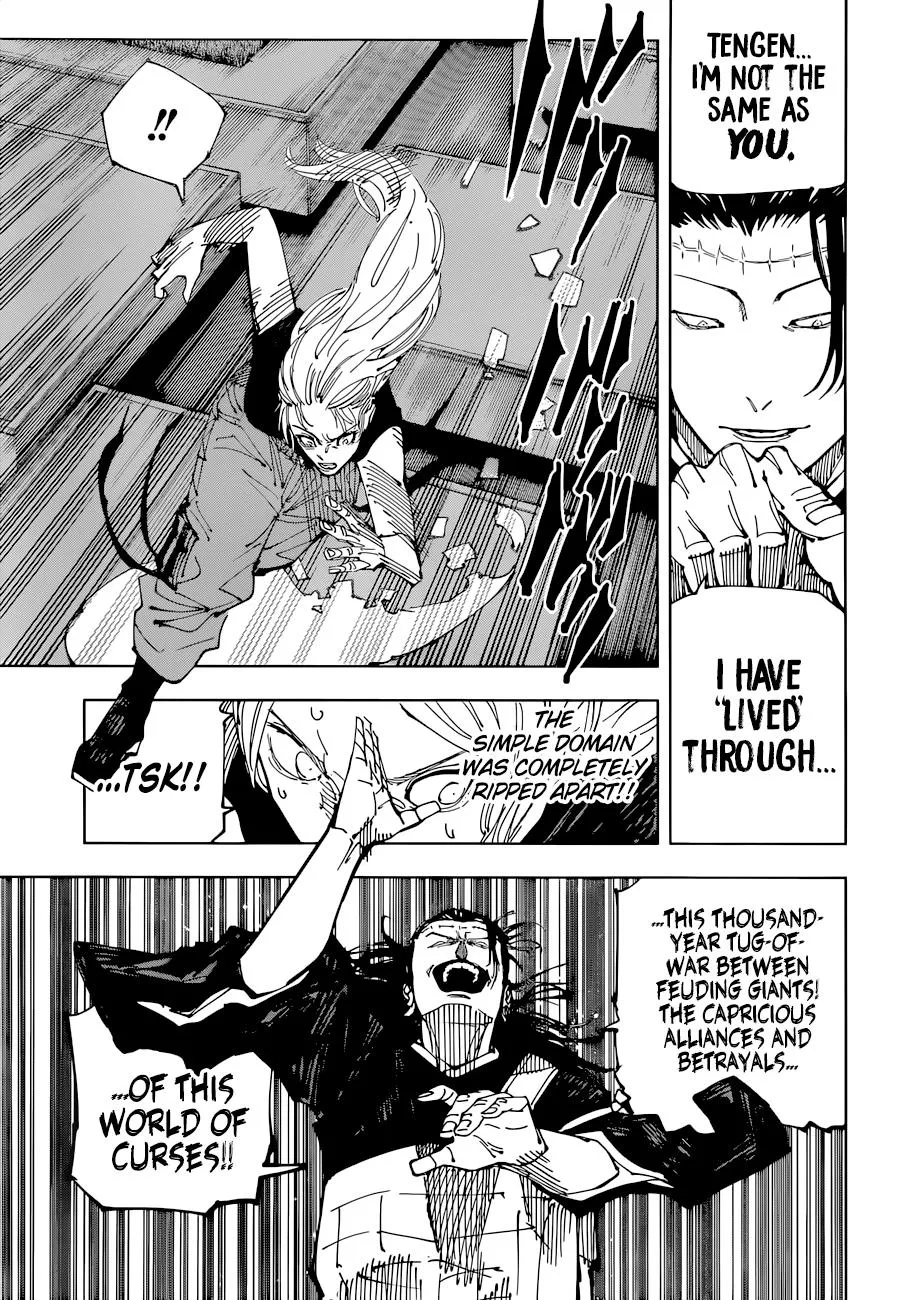 TENGEN...
I'M NOT THE
SAME AS
YOU.
I HAVE
"LIVED"
THROUGH...
!!
THE
SIMPLE DOMAIN
WAS COMPLETELY
RIPPED APART!!
...TSK!!
...THIS THOUSAND-
YEAR TUG-OF-
WAR BETWEEN
FEUDING GIANTS!
THE CAPRICIOUS
ALLIANCES AND
BETRAYALS...
...OF THIS
WORLD OF
CURSES!!